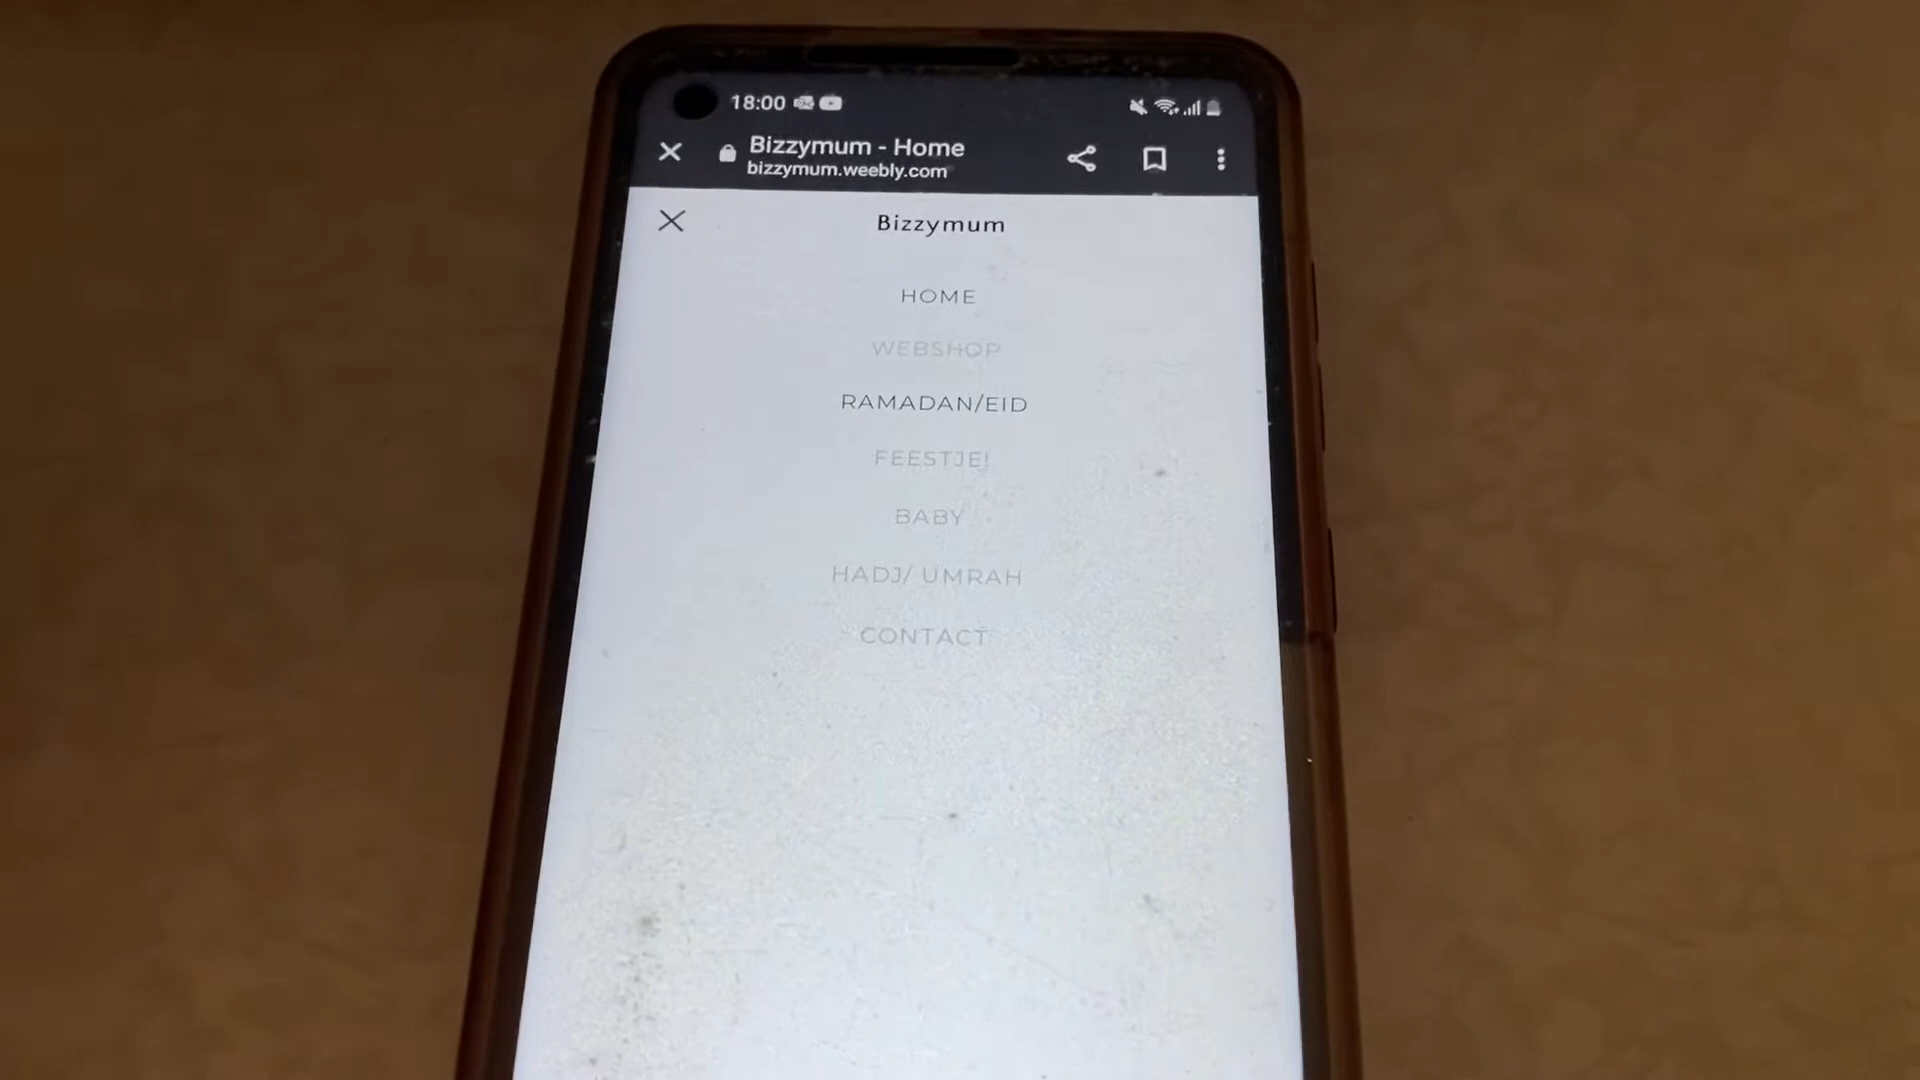 18:00
Bizzymum - Home
bizzymum.weebly.com
Bizzymum
HOME
WEBSHOP
RAMADAN/EID
FEESTJE!
BABY
HADJ/ UMRAH
CONTACT